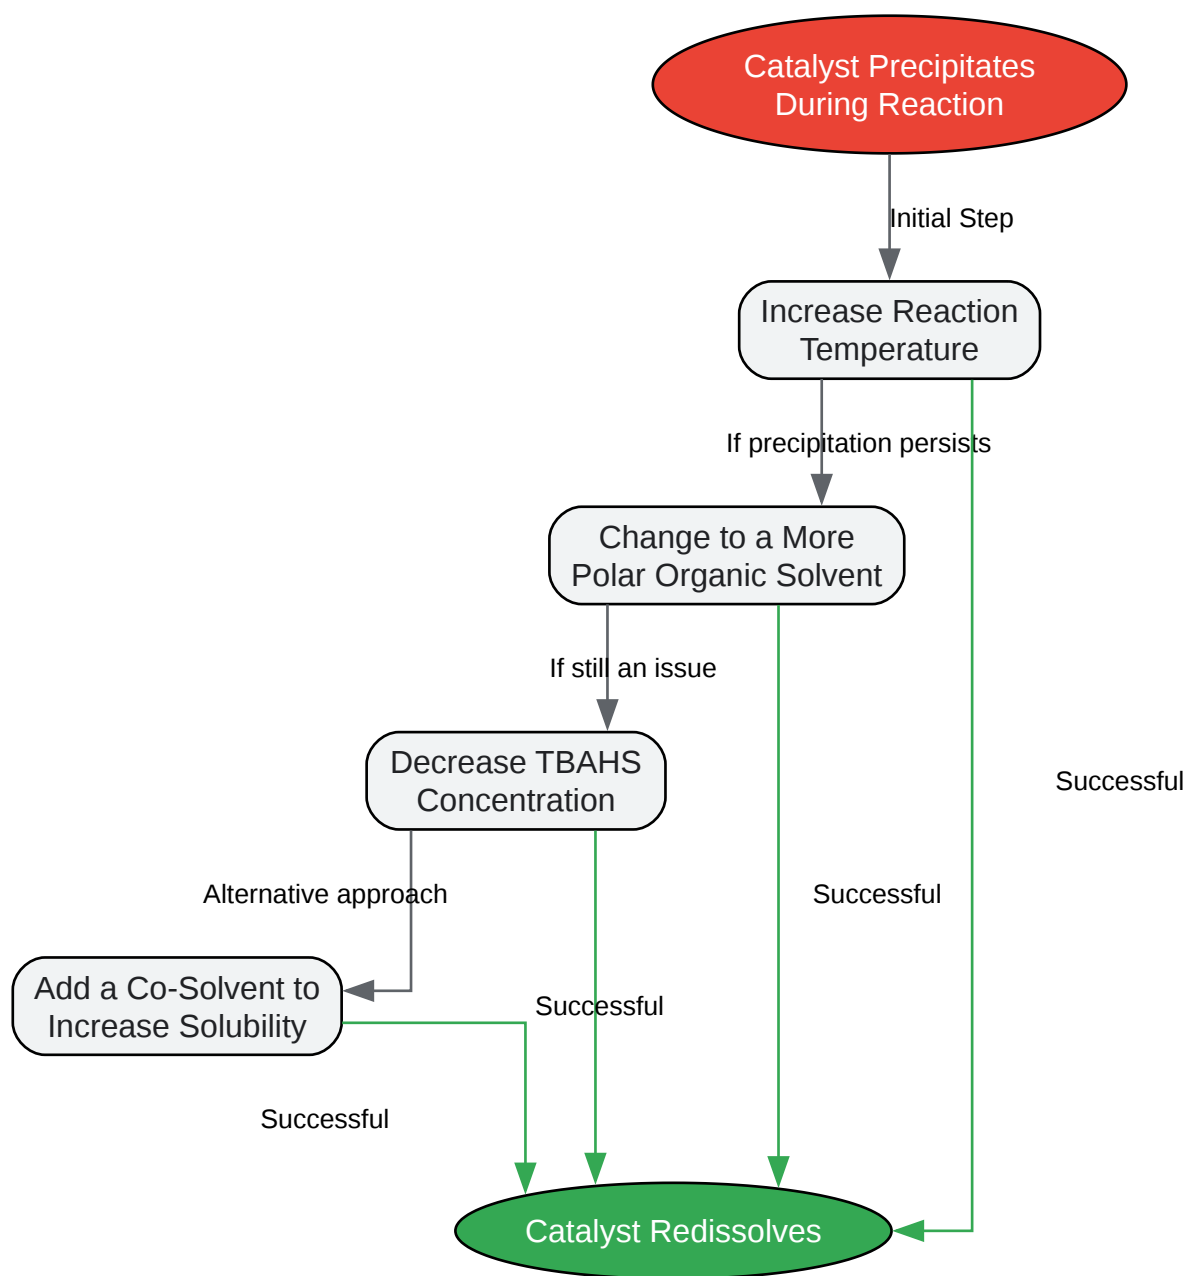 Catalyst Precipitates
During Reaction
Initial Step
Increase Reaction
Temperature
If precipitation persists
Change to a More
Polar Organic Solvent
If still an issue
Decrease TBAHS
Concentration
Successful
Alternative approach
Successful
Add a Co-Solvent to
Increase Solubility
Successful
Successful
Catalyst Redissolves